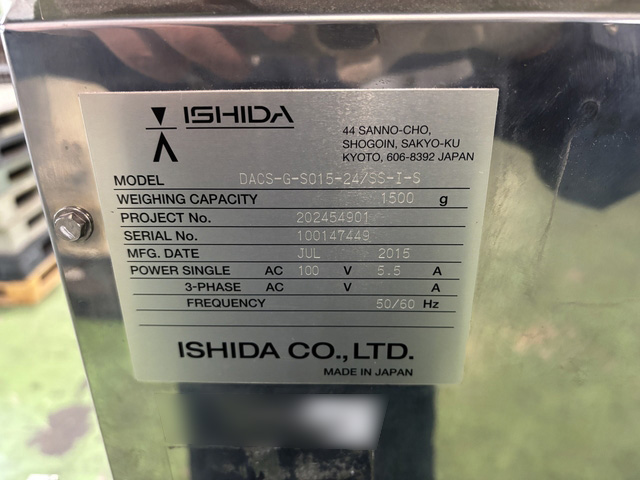 ISHIDA
44 SANNO-CHO,
SHOGOIN, SAKYO-KU
KYOTO, 606-8392 JAPAN
MODEL DACS-G-S015-24/SS-I-S
WEIGHING CAPACITY 1500 g
PROJECT No. 202454901
SERIAL No. 100147449
MFG. DATE JUL 2015
POWER SINGLE AC 100 V 5.5 A
3-PHASE AC V A
FREQUENCY 50/60 Hz
ISHIDA CO.,LTD.
MADE IN JAPAN